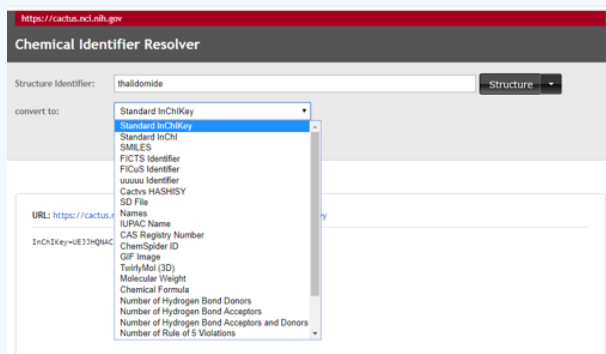 https://cactus.nci.nih.gov
Chemical Identifier Resolver
Structure Identifier: thalidomide Structure
convert to: Standard InChIKey
Standard InChIKey
Standard InChI
SMILES
FICTS Identifier
FICuS Identifier
uuuuu Identifier
Cactvs HASHISY
SD File
Names
IUPAC Name
CAS Registry Number
ChemSpider ID
GIF Image
TwirlyMol (3D)
Molecular Weight
Chemical Formula
Number of Hydrogen Bond Donors
Number of Hydrogen Bond Acceptors
Number of Hydrogen Bond Acceptors and Donors
Number of Rule of 5 Violations
URL: https://cactus.
InChIKey=UEJJHQNAC